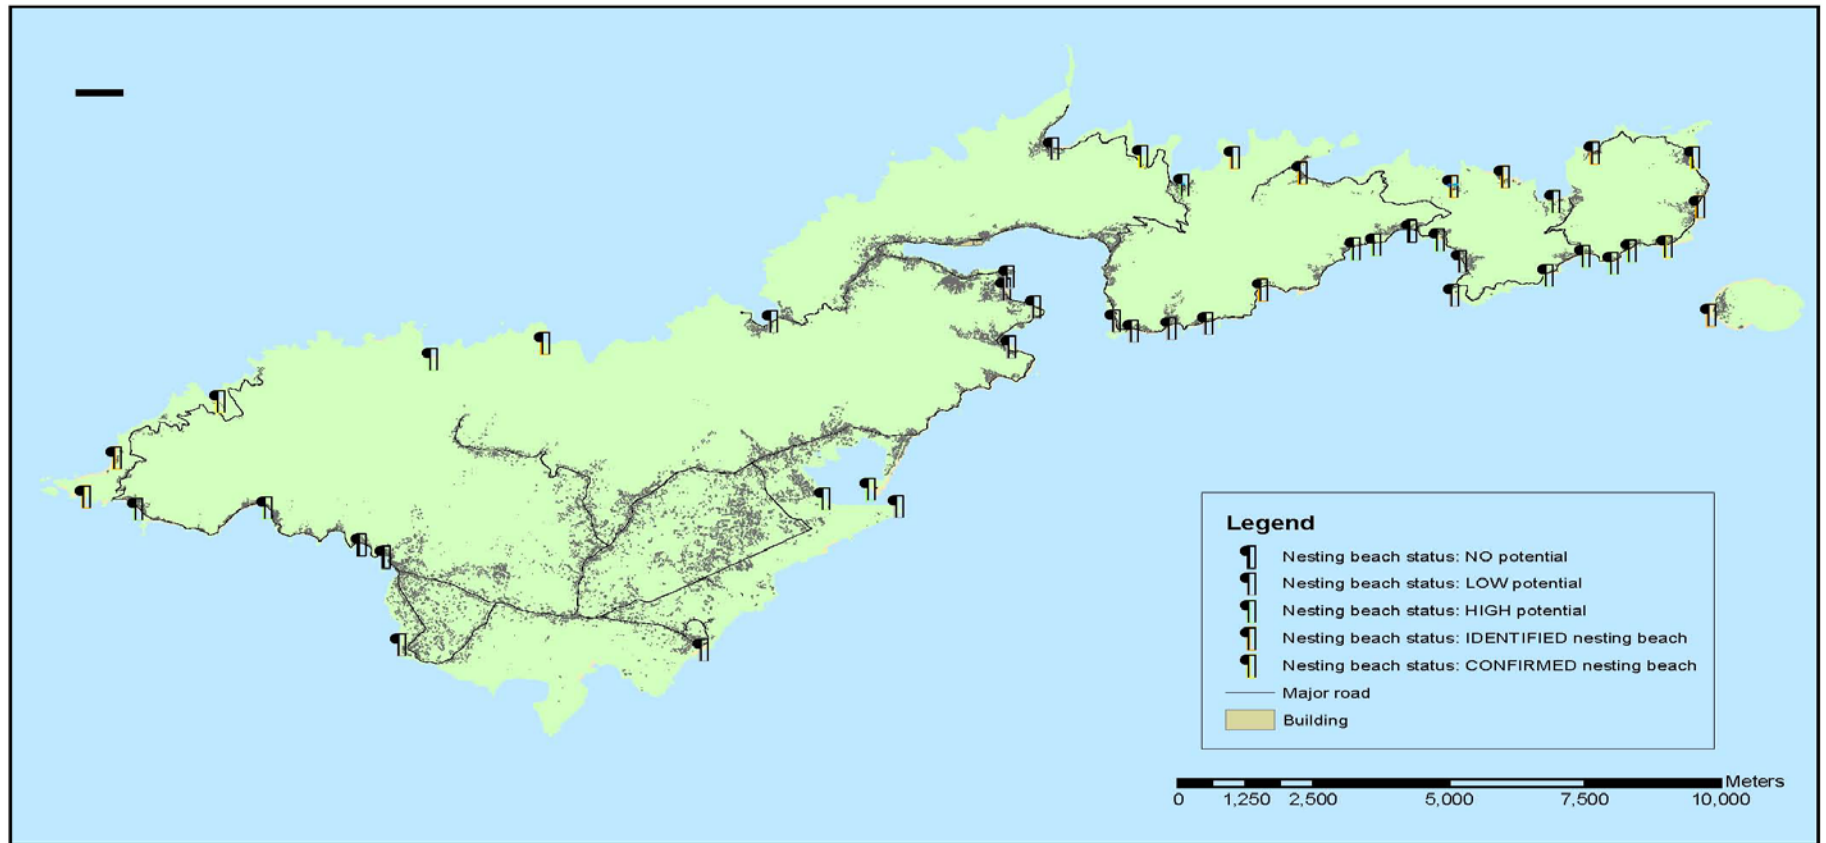 Legend
Nesting beach status: NO potential
Nesting beach status: LOW potential
Nesting beach status: HIGH potential
Nesting beach status: IDENTIFIED nesting beach
Nesting beach status: CONFIRMED nesting beach
Major road
Building
Meters
0 1,250 2,500 5,000 7,500 10,000